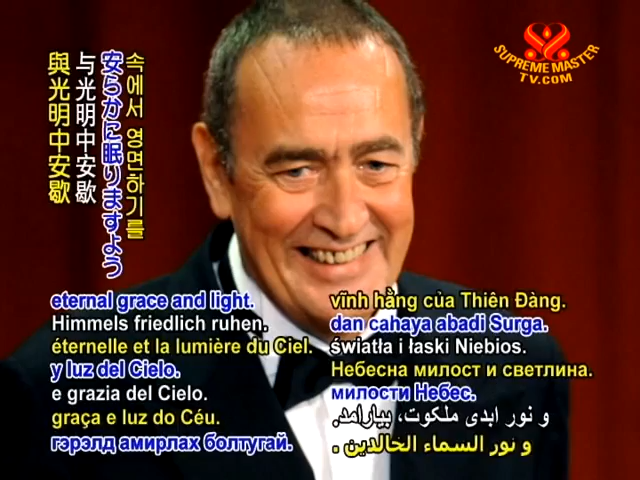 SUPREME MASTER
TV.COM
속에서 영면하기를
安らかに眠りますよう
与光明中安歇
與光明中安歇
eternal grace and light.
Himmels friedlich ruhen.
éternelle et la lumière du Ciel.
y luz del Cielo.
e grazia del Cielo.
graça e luz do Céu.
гэрэлд амирлах болтугай.
vĩnh hằng của Thiên Đàng.
dan cahaya abadi Surga.
światła i łaski Niebios.
Небесна милост и светлина.
милости Небес.
و نور ابدی ملکوت، بیارامد.
و نور السماء الخالدين .